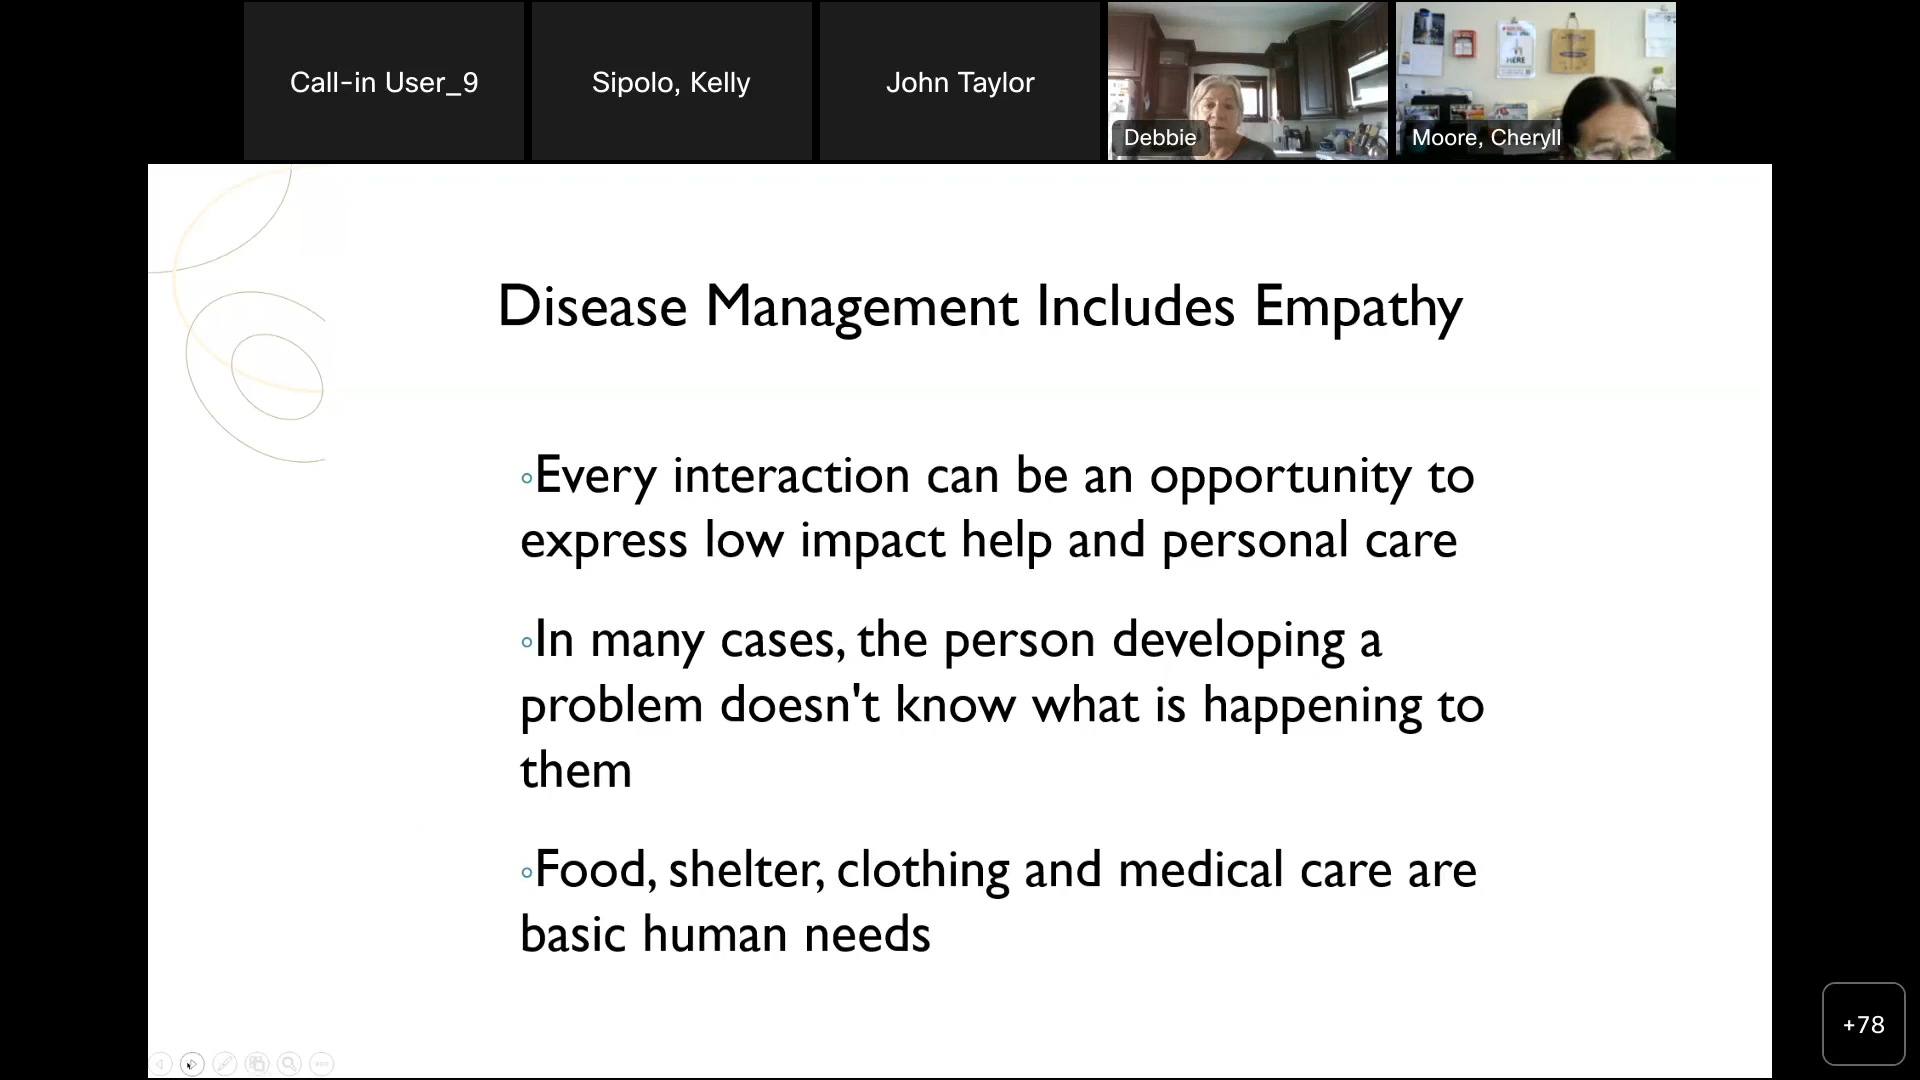 Call-in User_9
Sipolo, Kelly
John Taylor
Debbie
HERE
Moore, Cheryll
Disease Management Includes Empathy
◦Every interaction can be an opportunity to
express low impact help and personal care
◦In many cases, the person developing a
problem doesn't know what is happening to
them
◦Food, shelter, clothing and medical care are
basic human needs
+78